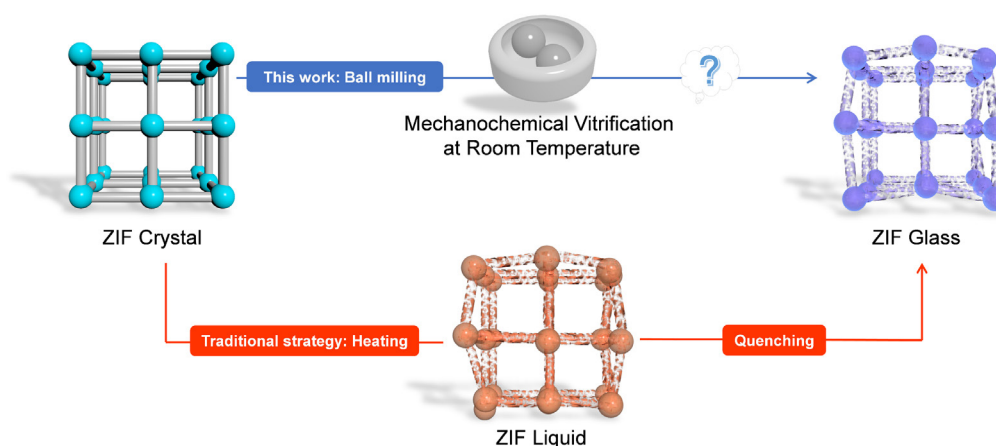 This work: Ball milling
?
Mechanochemical Vitrification
at Room Temperature
ZIF Crystal
ZIF Glass
Traditional strategy: Heating
Quenching
ZIF Liquid